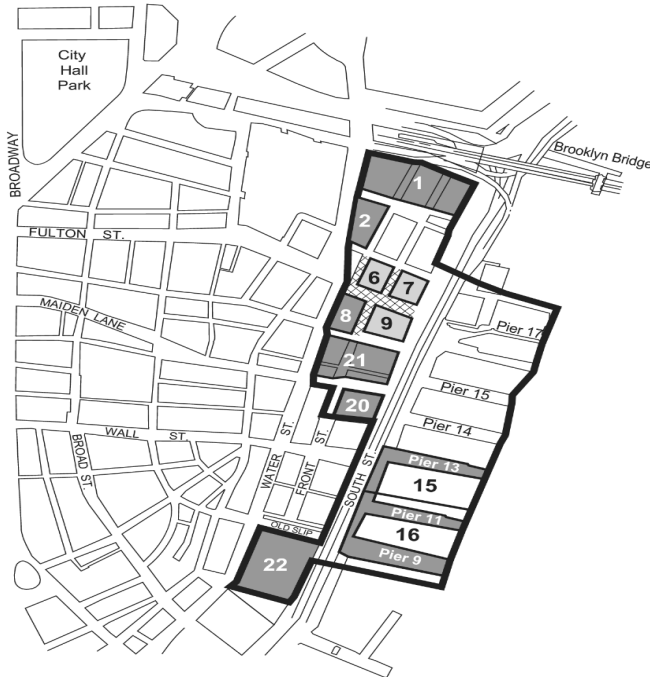 City
Hall
Park
BROADWAY
Brooklyn Bridge
1
2
FULTON ST.
6
7
MAIDEN LANE
8
9
Pier 17
21
Pier 15
20
Pier 14
WALL ST.
BROAD ST.
WATER ST.
FRONT ST.
SOUTH ST.
Pier 13
15
Pier 11
16
OLD SLIP
Pier 9
22